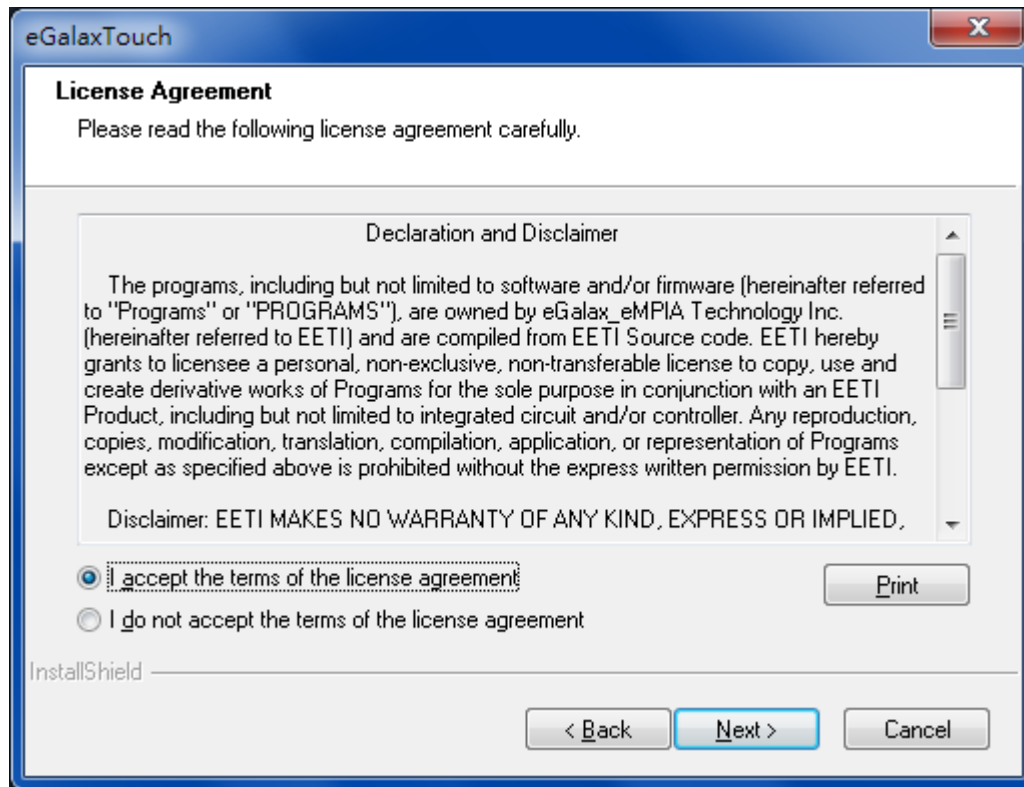 eGalaxTouch
License Agreement
Please read the following license agreement carefully.
Declaration and Disclaimer
The programs, including but not limited to software and/or firmware (hereinafter referred
to "Programs" or "PROGRAMS"), are owned by eGalax_eMPIA Technology Inc.
(hereinafter referred to EETI) and are compiled from EETI Source code. EETI hereby
grants to licensee a personal, non-exclusive, non-transferable license to copy, use and
create derivative works of Programs for the sole purpose in conjunction with an EETI
Product, including but not limited to integrated circuit and/or controller. Any reproduction,
copies, modification, translation, compilation, application, or representation of Programs
except as specified above is prohibited without the express written permission by EETI.
Disclaimer: EETI MAKES NO WARRANTY OF ANY KIND, EXPRESS OR IMPLIED,
I accept the terms of the license agreement
Print
I do not accept the terms of the license agreement
InstallShield
< Back
Next >
Cancel